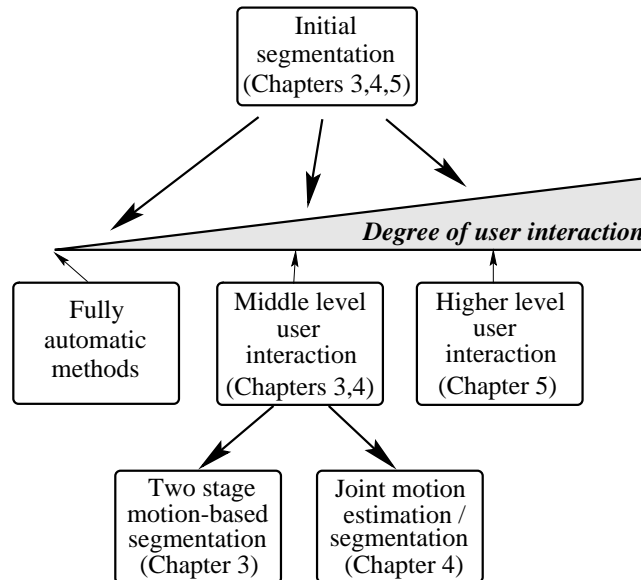 Initial
segmentation
(Chapters 3,4,5)
Degree of user interaction
Fully
automatic
methods
Middle level
user
interaction
(Chapters 3,4)
Higher level
user
interaction
(Chapter 5)
Two stage
motion-based
segmentation
(Chapter 3)
Joint motion
estimation /
segmentation
(Chapter 4)